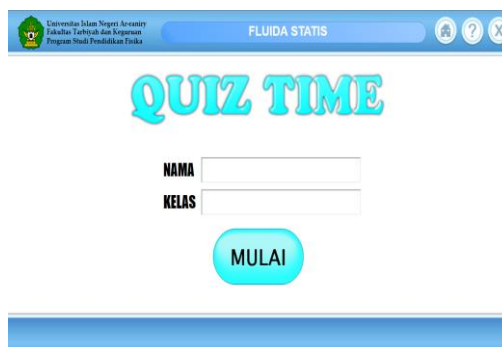 Universitas Islam Negeri Ar-raniry
Fakultas Tarbiyah dan Keguruan
Program Studi Pendidikan Fisika
FLUIDA STATIS
?
X
QUIZ TIME
NAMA
KELAS
MULAI